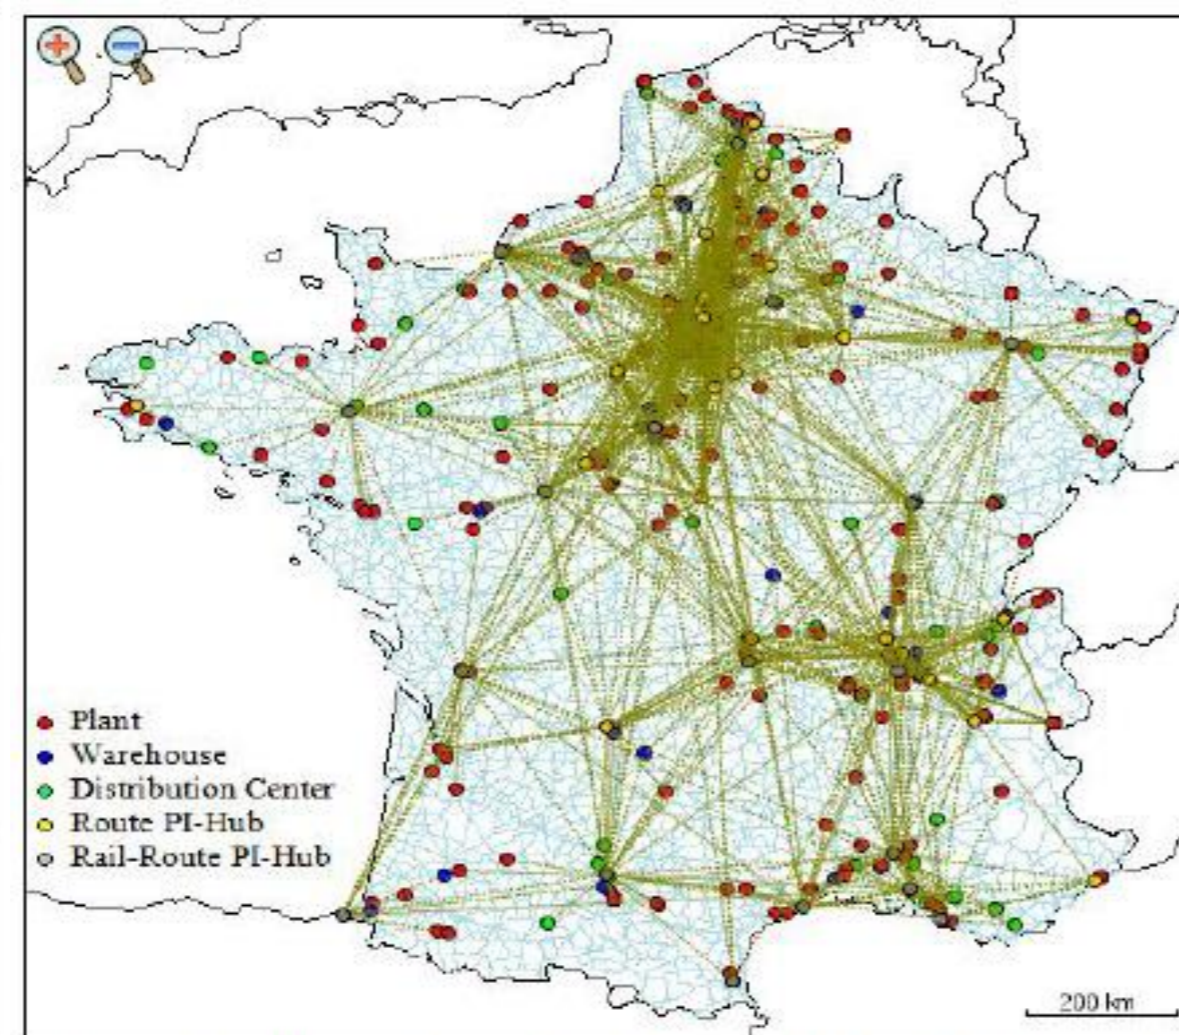 Plant
Warehouse
Distribution Center
Route PI-Hub
Rail-Route PI-Hub
200 km